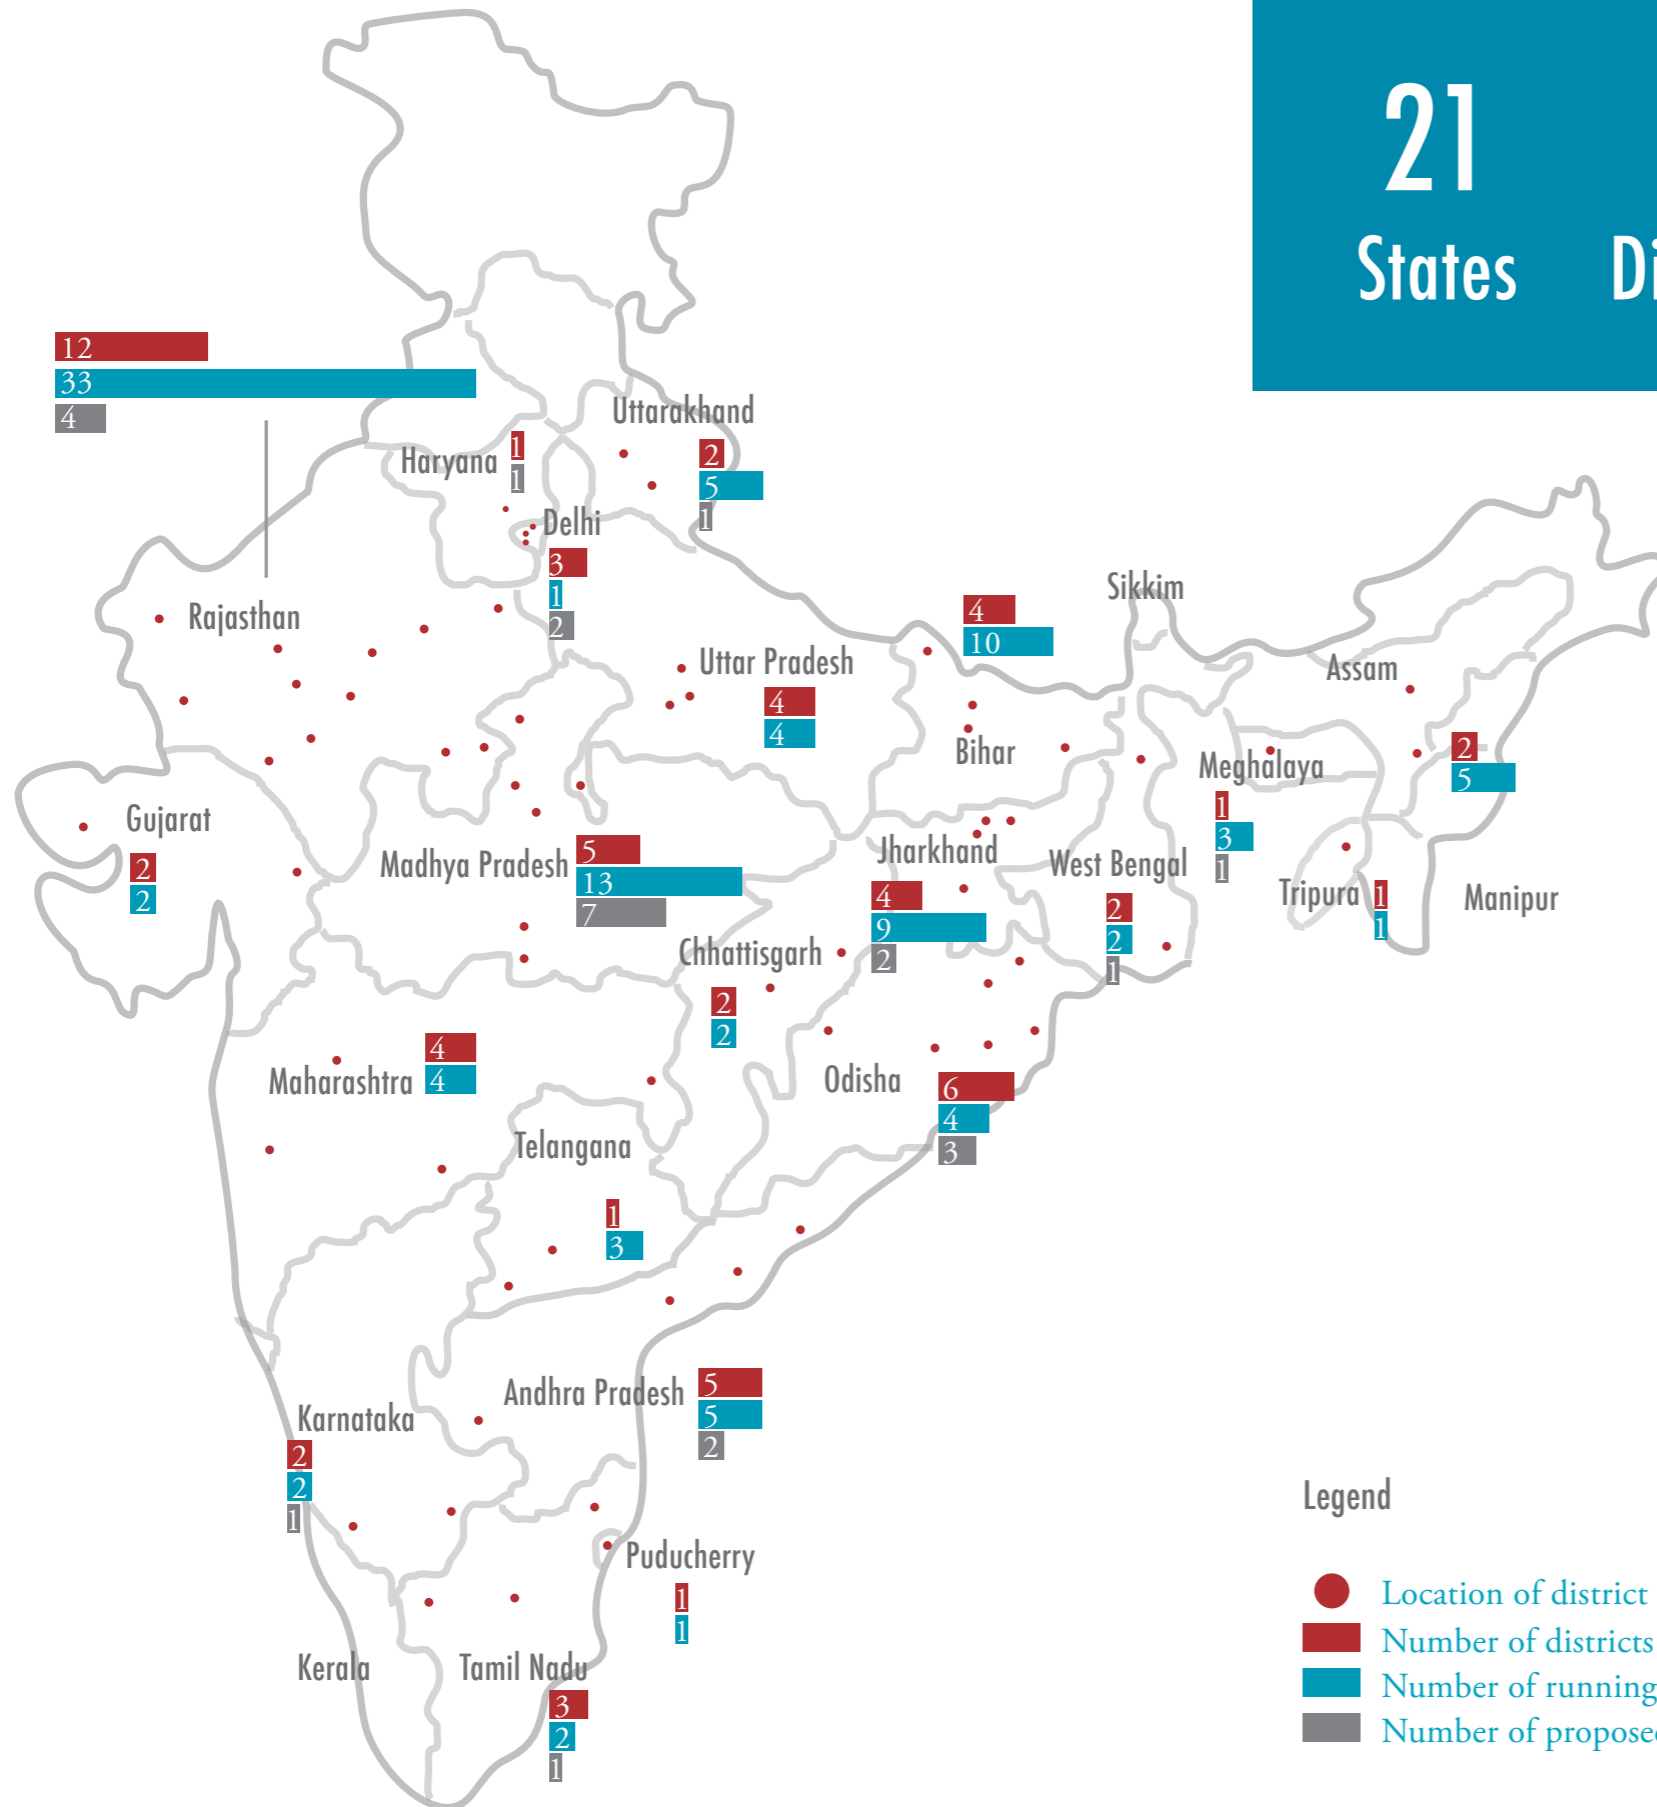 21
States
Di
12
33
4
Uttarakhand
2
5
1
Haryana
1
1
Delhi
3
1
2
Sikkim
4
10
Rajasthan
Uttar Pradesh
4
4
Assam
2
5
Bihar
Meghalaya
1
3
1
Gujarat
2
2
Madhya Pradesh
5
13
7
Jharkhand
4
9
2
West Bengal
2
2
1
Tripura
1
1
Manipur
Chhattisgarh
2
2
Maharashtra
4
4
Odisha
6
4
3
Telangana
1
3
Andhra Pradesh
5
5
2
Karnataka
2
2
1
Puducherry
1
1
Kerala
Tamil Nadu
3
2
1
Legend
Location of district
Number of districts
Number of running
Number of propose